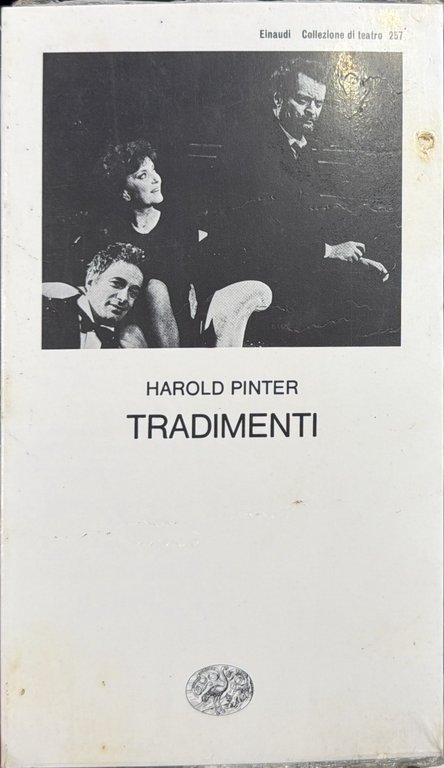 Einaudi Collezione di teatro 257
HAROLD PINTER
TRADIMENTI